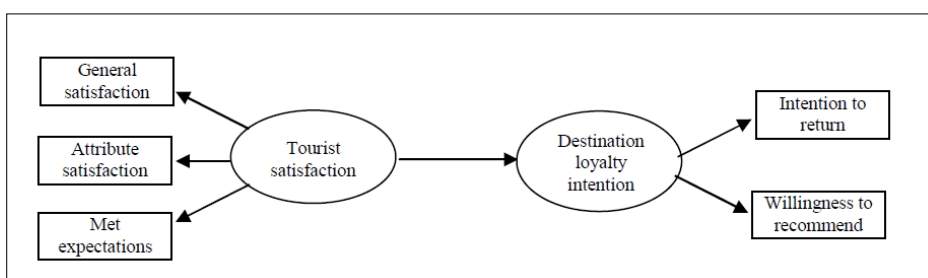 General
satisfaction
Attribute
satisfaction
Met
expectations
Tourist
satisfaction
Destination
loyalty
intention
Intention to
return
Willingness to
recommend